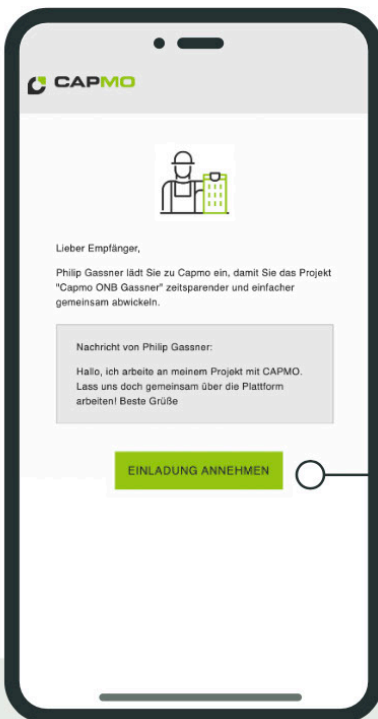 CAPMO
Lieber Empfänger,
Philip Gassner lädt Sie zu Capmo ein, damit Sie das Projekt
"Capmo ONB Gassner" zeitsparender und einfacher
gemeinsam abwickeln.
Nachricht von Philip Gassner:
Hallo, ich arbeite an meinem Projekt mit CAPMO.
Lass uns doch gemeinsam über die Plattform
arbeiten! Beste Grüße
EINLADUNG ANNEHMEN